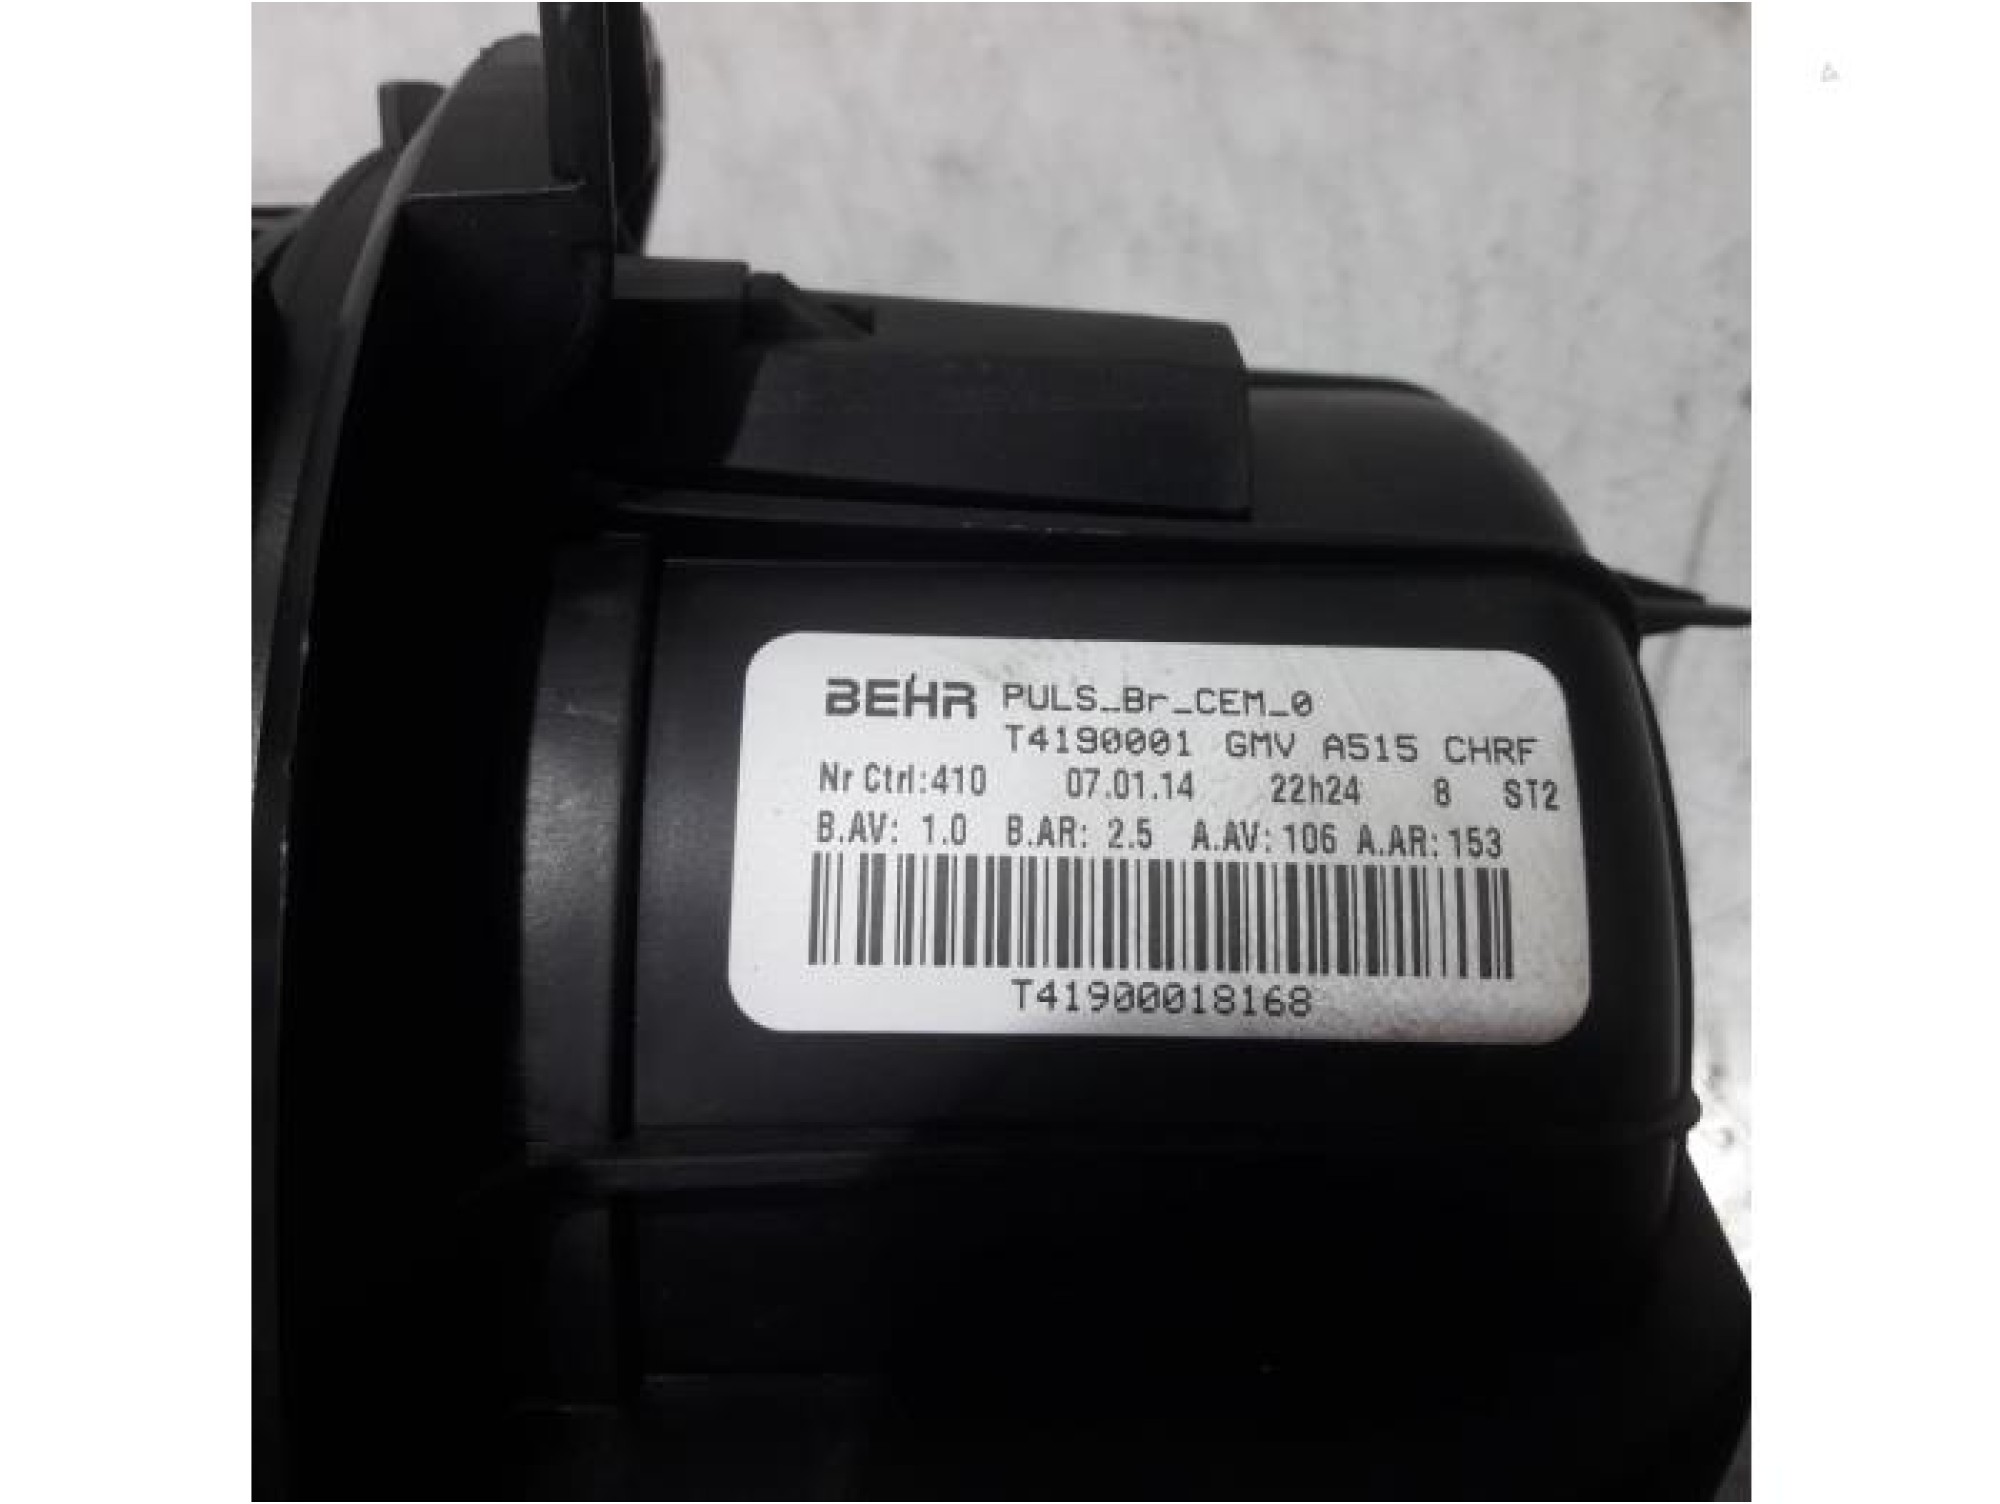 BEHR PULS_Br_CEM_0
T4190001 GMV A515 CHRF
Nr Ctrl:410 07.01.14 22h24 8 ST2
B.AV: 1.0 B.AR: 2.5 A.AV: 106 A.AR: 153
T41900018168